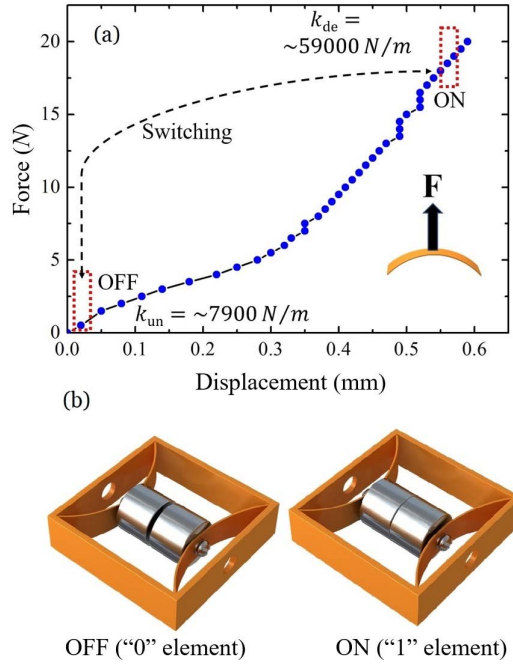 (a)
k_de =
~59000 N/m
20
15
10
5
0
Force (N)
Switching
ON
F
OFF
k_un = ~7900 N/m
0.0 0.1 0.2 0.3 0.4 0.5 0.6
Displacement (mm)
(b)
OFF (“0” element) ON (“1” element)